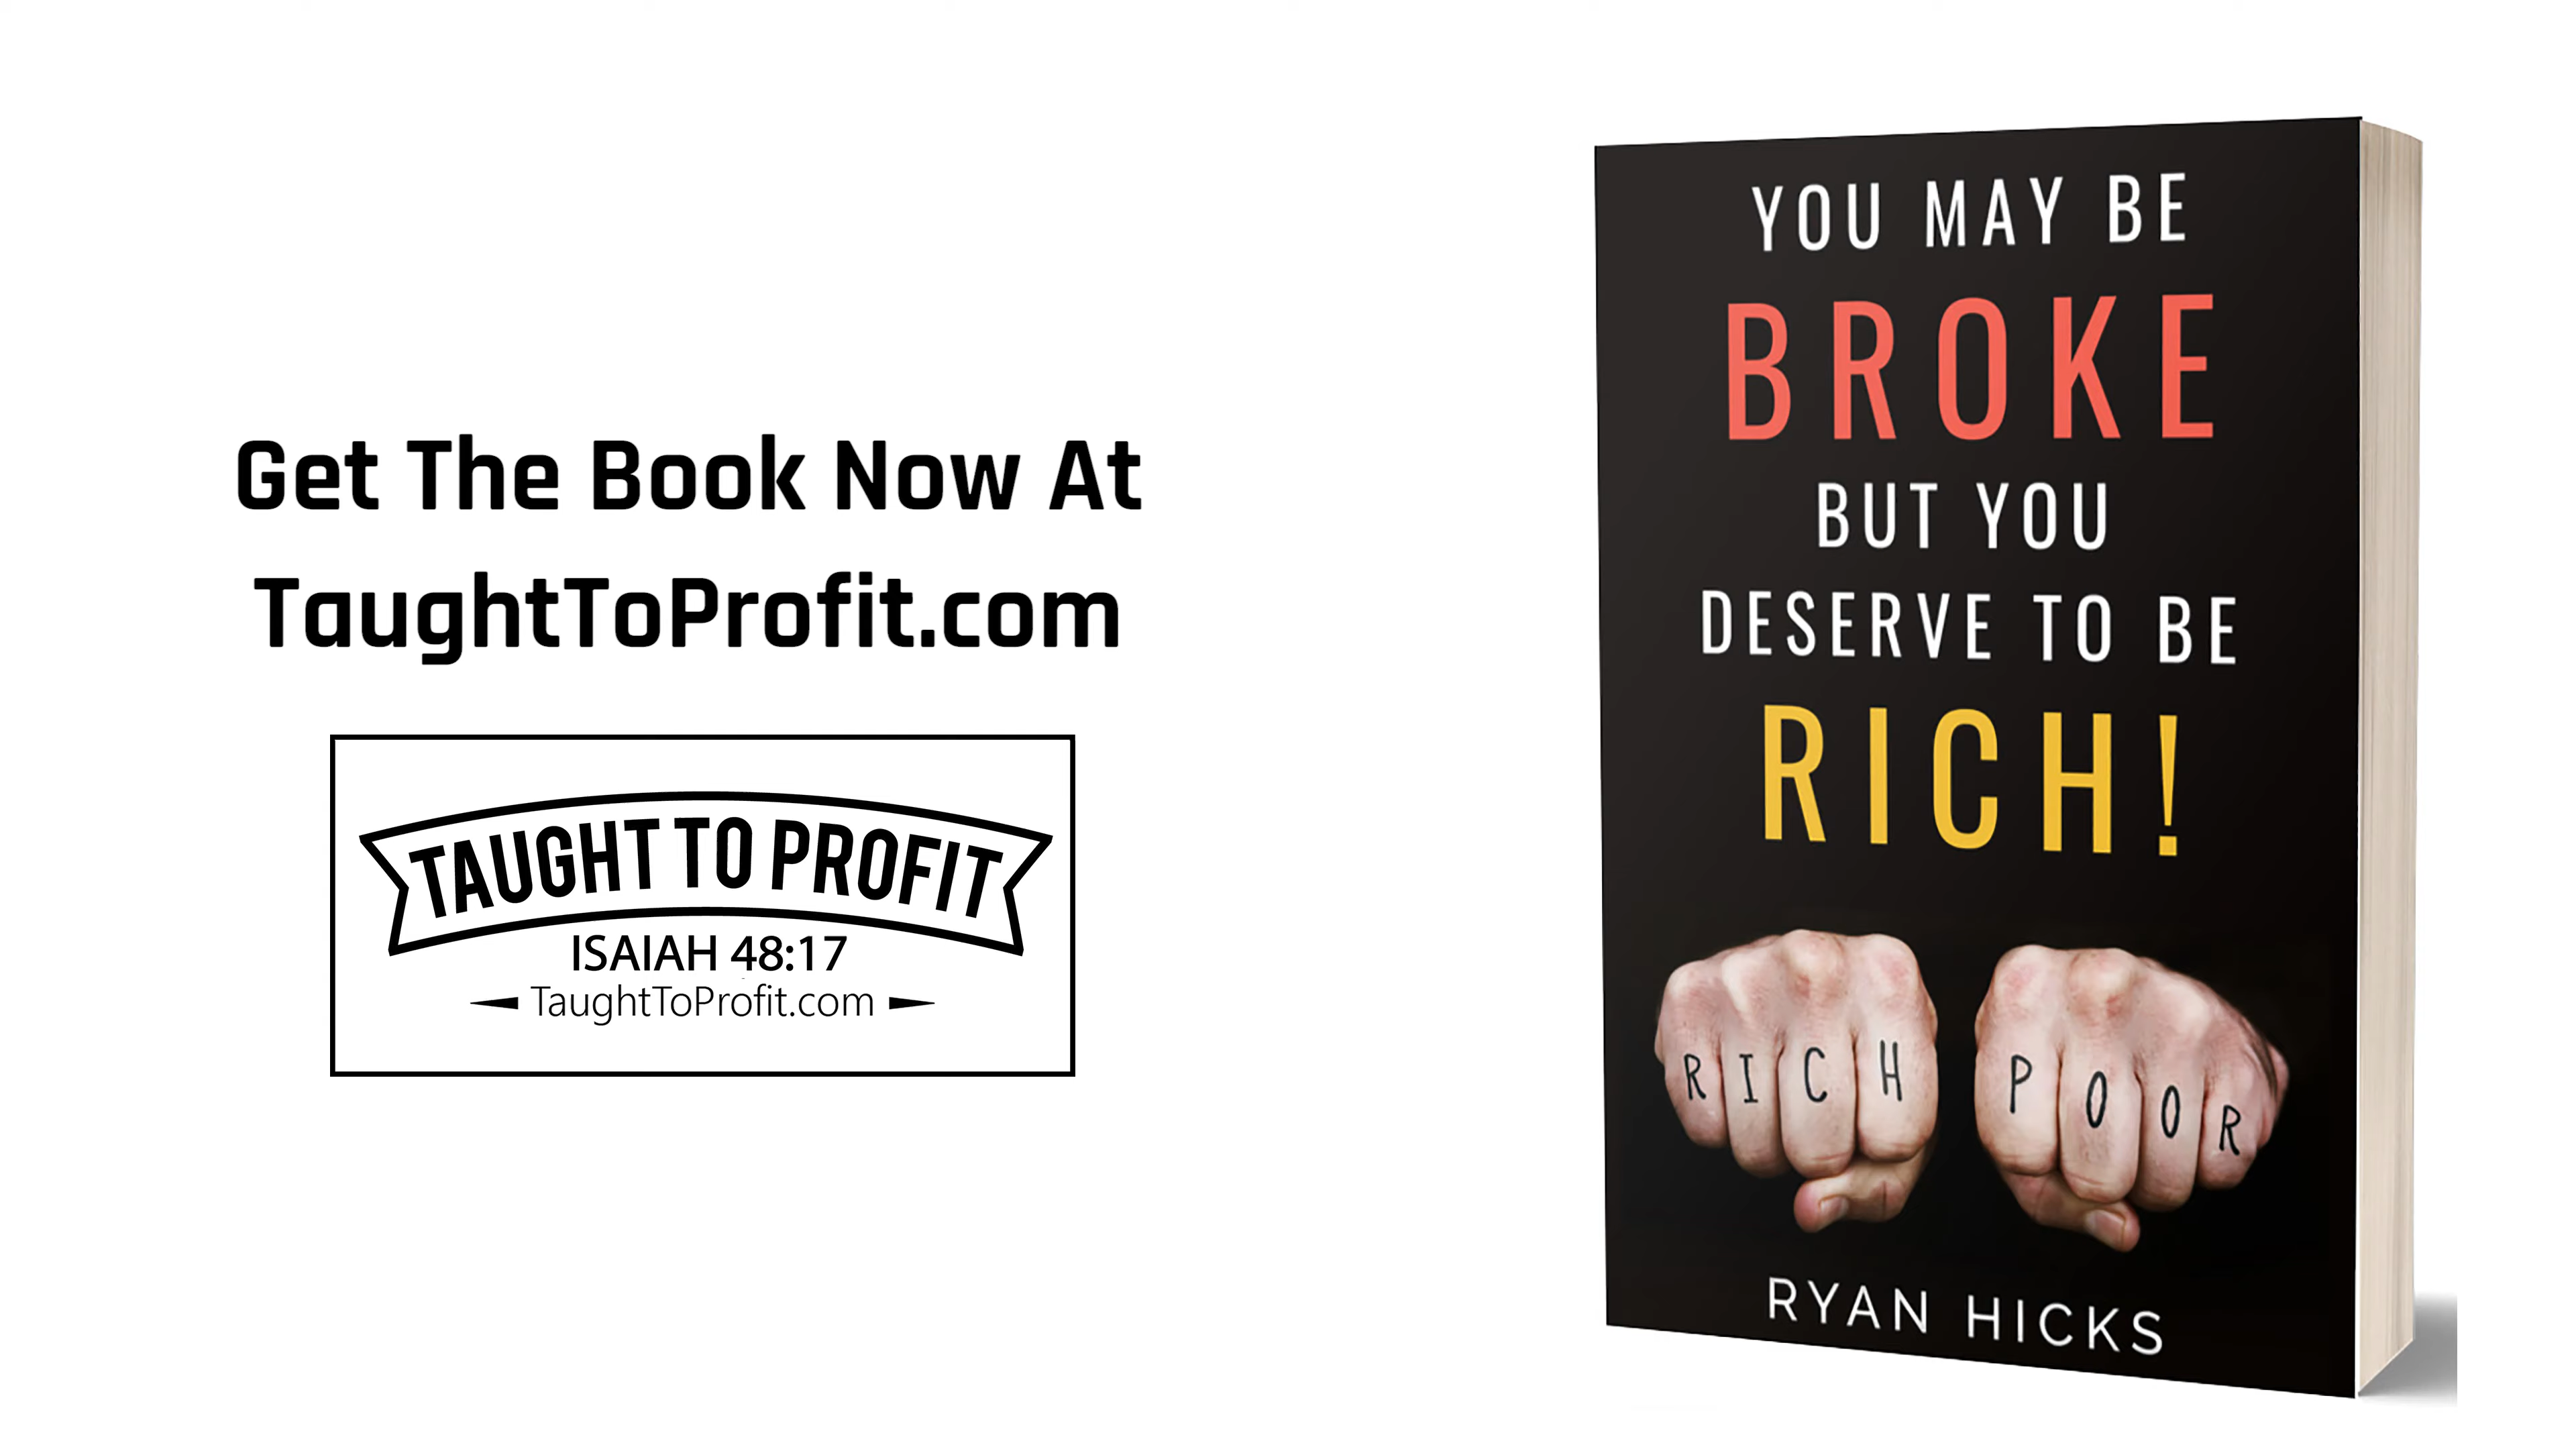 Get The Book Now At
TaughtToProfit.com
TAUGHT TO PROFIT
ISAIAH 48:17
TaughtToProfit.com
YOU MAY BE
BROKE
BUT YOU
DESERVE TO BE
RICH!
RICH POOR
RYAN HICKS